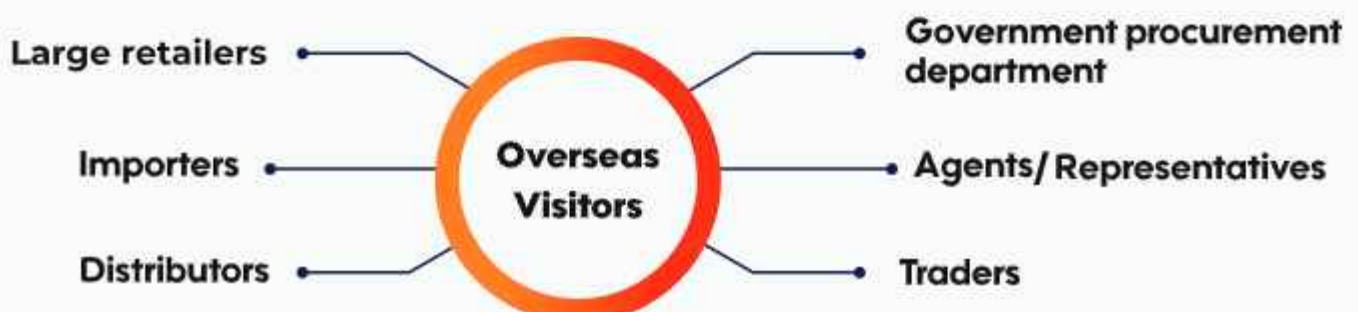 Large retailers
Government procurement
department
Overseas
Visitors
Importers
Agents/Representatives
Distributors
Traders